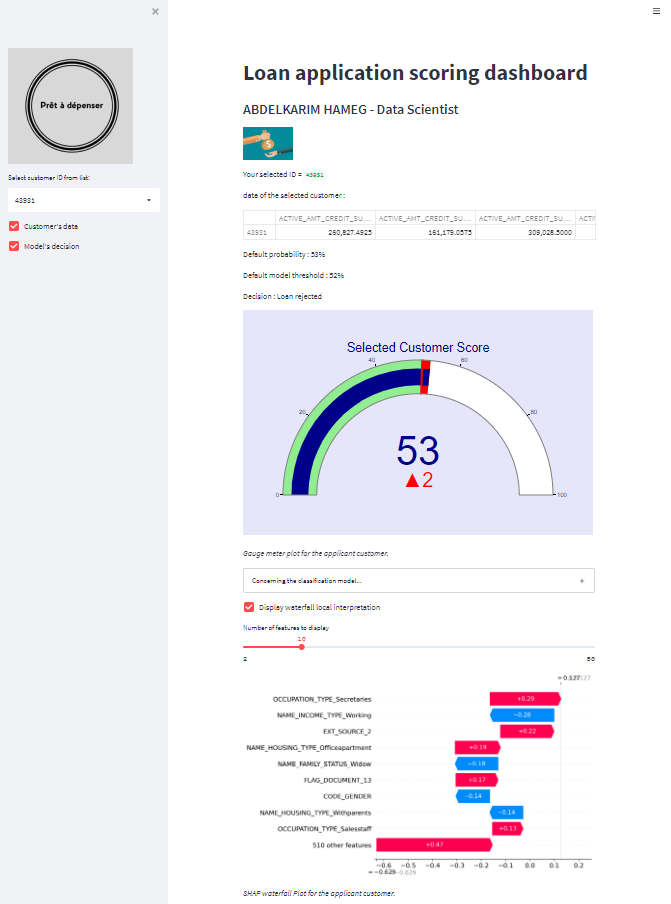 Prêt à dépenser
Select customer ID from list:
43931
Customer's data
Model's decision
Loan application scoring dashboard
ABDELKARIM HAMEG - Data Scientist
Your selected ID = 43931
data of the selected customer :
ACTIVE_AMT_CREDIT_SU... ACTIVE_AMT_CREDIT_SU... ACTIVE_AMT_CREDIT_SU... ACTI
43931 260,827.4925 161,179.0575 309,028.5000
Default probability : 53%
Default model threshold : 52%
Decision : Loan rejected
Selected Customer Score
40 60
20 80
53
▲2
0 100
Gauge meter plot for the applicant customer.
Concerning the classification model... +
Display waterfall local interpretation
Number of features to display
10
2 50
= 0.127
OCCUPATION_TYPE_Secretaries +0.29
NAME_INCOME_TYPE_Working −0.26
EXT_SOURCE_2 +0.22
NAME_HOUSING_TYPE_Officeapartment +0.19
NAME_FAMILY_STATUS_Widow −0.18
FLAG_DOCUMENT_13 +0.17
CODE_GENDER −0.14
NAME_HOUSING_TYPE_Withparents −0.14
OCCUPATION_TYPE_Salesstaff +0.13
510 other features +0.47
−0.6 −0.5 −0.4 −0.3 −0.2 −0.1 0.0 0.1 0.2
= −0.629
SHAP waterfall Plot for the applicant customer.